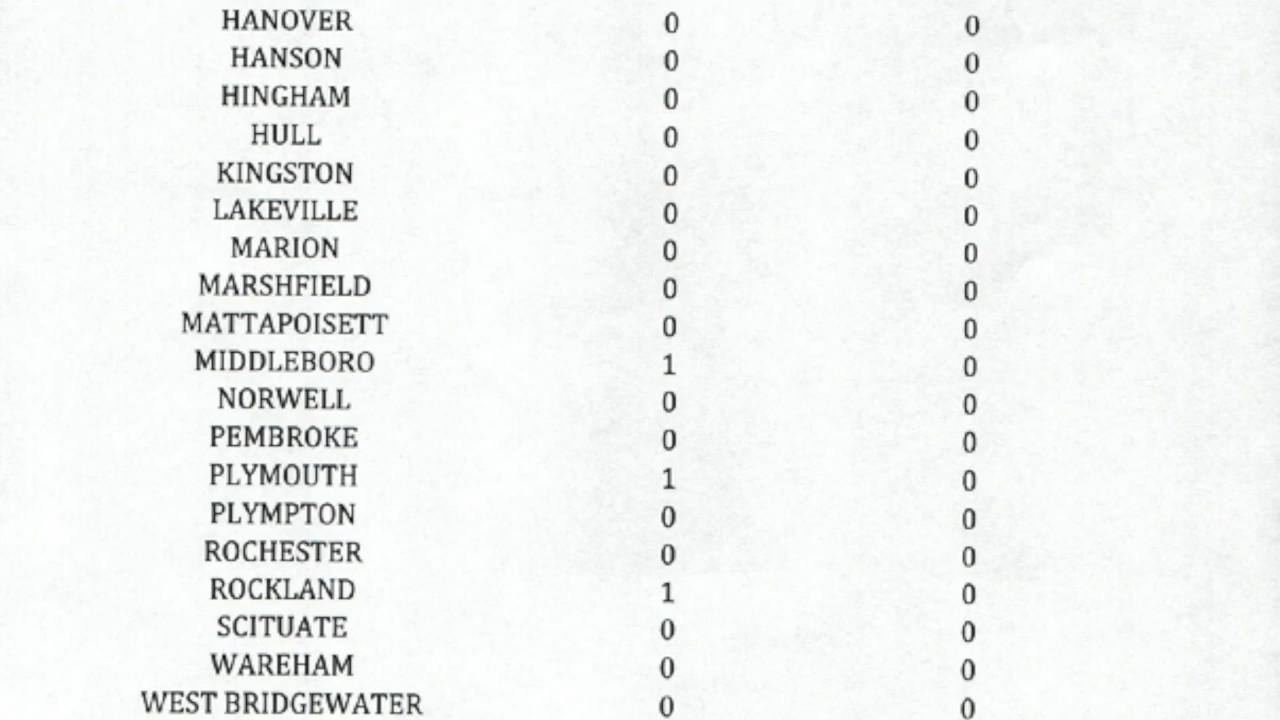 HANOVER 0 0
HANSON 0 0
HINGHAM 0 0
HULL 0 0
KINGSTON 0 0
LAKEVILLE 0 0
MARION 0 0
MARSHFIELD 0 0
MATTAPOISETT 0 0
MIDDLEBORO 1 0
NORWELL 0 0
PEMBROKE 0 0
PLYMOUTH 1 0
PLYMPTON 0 0
ROCHESTER 0 0
ROCKLAND 1 0
SCITUATE 0 0
WAREHAM 0 0
WEST BRIDGEWATER 0 0